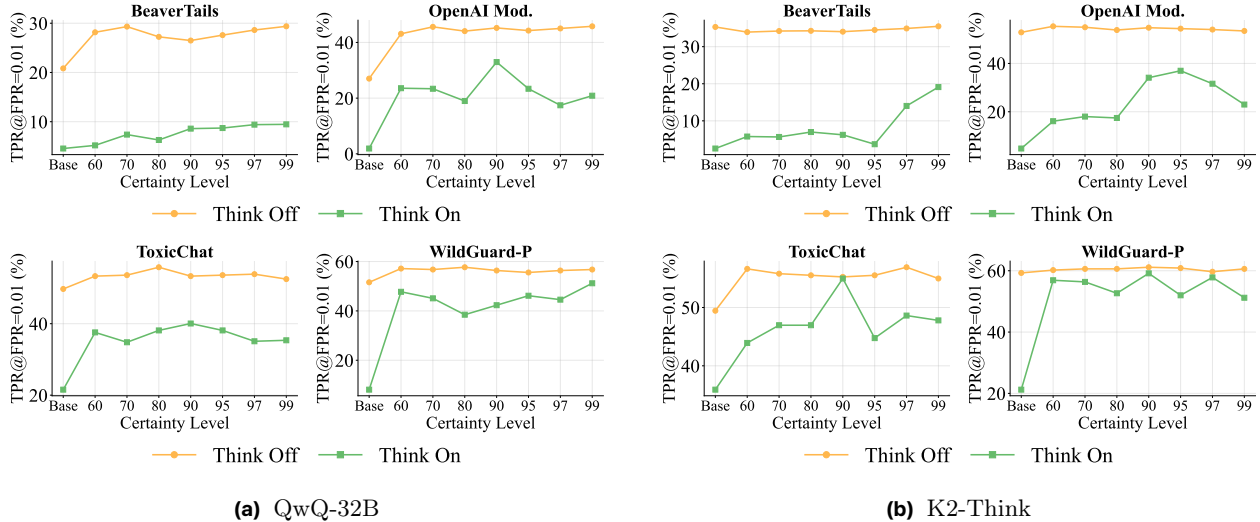 BeaverTails
TPR@FPR=0.01 (%)
30
20
10
Base 60 70 80 90 95 97 99
Certainty Level
OpenAI Mod.
TPR@FPR=0.01 (%)
40
20
0
Base 60 70 80 90 95 97 99
Certainty Level
Think Off Think On
ToxicChat
TPR@FPR=0.01 (%)
40
20
Base 60 70 80 90 95 97 99
Certainty Level
WildGuard-P
TPR@FPR=0.01 (%)
60
40
20
Base 60 70 80 90 95 97 99
Certainty Level
Think Off Think On
(a) QwQ-32B
BeaverTails
TPR@FPR=0.01 (%)
30
20
10
Base 60 70 80 90 95 97 99
Certainty Level
OpenAI Mod.
TPR@FPR=0.01 (%)
40
20
Base 60 70 80 90 95 97 99
Certainty Level
Think Off Think On
ToxicChat
TPR@FPR=0.01 (%)
50
40
Base 60 70 80 90 95 97 99
Certainty Level
WildGuard-P
TPR@FPR=0.01 (%)
60
40
20
Base 60 70 80 90 95 97 99
Certainty Level
Think Off Think On
(b) K2-Think